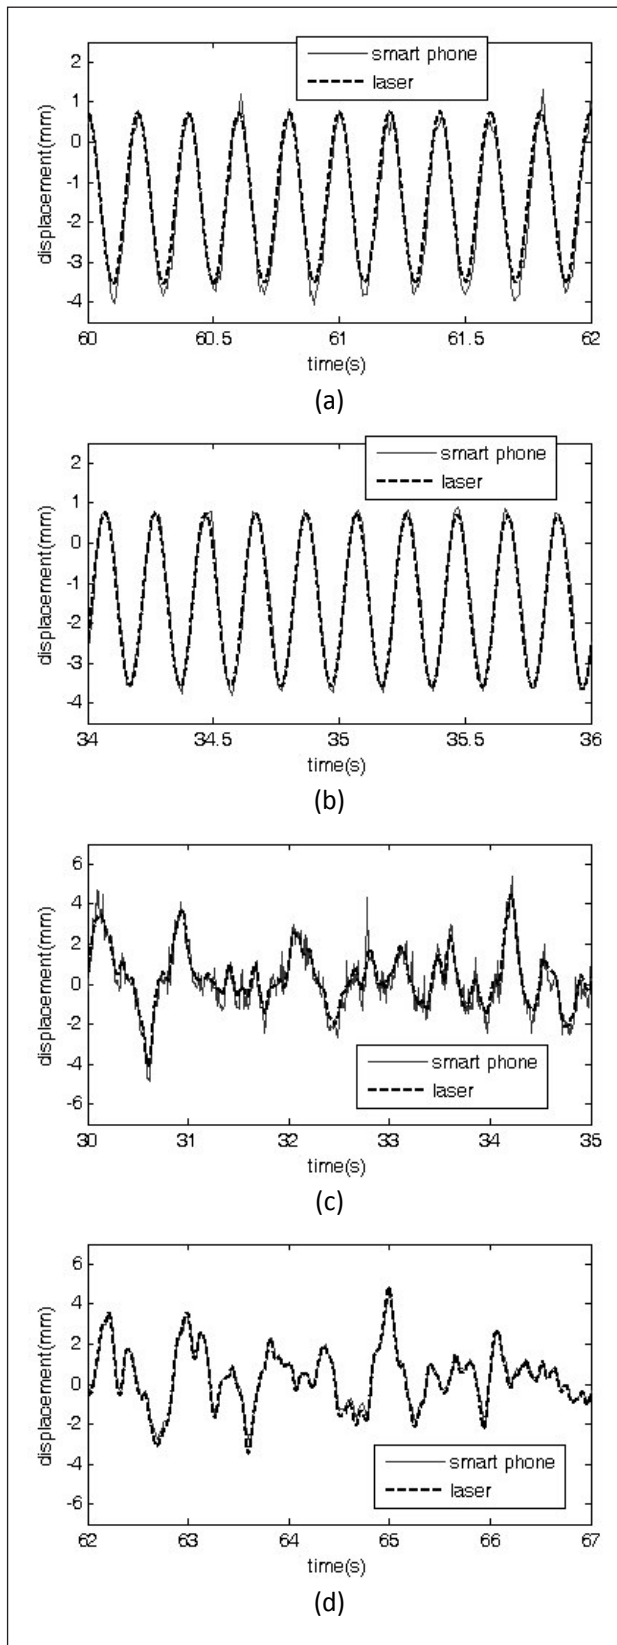 smart phone
laser
2
1
0
-1
-2
-3
-4
displacement(mm)
60 60.5 61 61.5 62
time(s)
(a)
smart phone
laser
2
1
0
-1
-2
-3
-4
displacement(mm)
34 34.5 35 35.5 36
time(s)
(b)
6
4
2
0
-2
-4
-6
displacement(mm)
smart phone
laser
30 31 32 33 34 35
time(s)
(c)
6
4
2
0
-2
-4
-6
displacement(mm)
smart phone
laser
62 63 64 65 66 67
time(s)
(d)